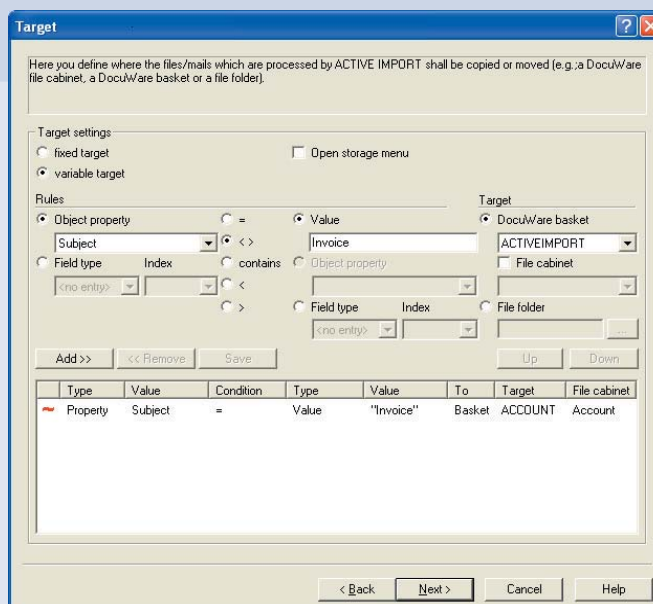 Target
Here you define where the files/mails which are processed by ACTIVE IMPORT shall be copied or moved (e.g.;a DocuWare
file cabinet, a DocuWare basket or a file folder).
Target settings
fixed target Open storage menu
variable target
Rules Target
Object property = Value DocuWare basket
Subject <> Invoice ACTIVEIMPORT
Field type Index contains Object property File cabinet
<no entry> <
> Field type Index File folder
<no entry> ...
Add >> << Remove Save Up Down
Type Value Condition Type Value To Target File cabinet
Property Subject = Value "Invoice" Basket ACCOUNT Account
< Back Next > Cancel Help